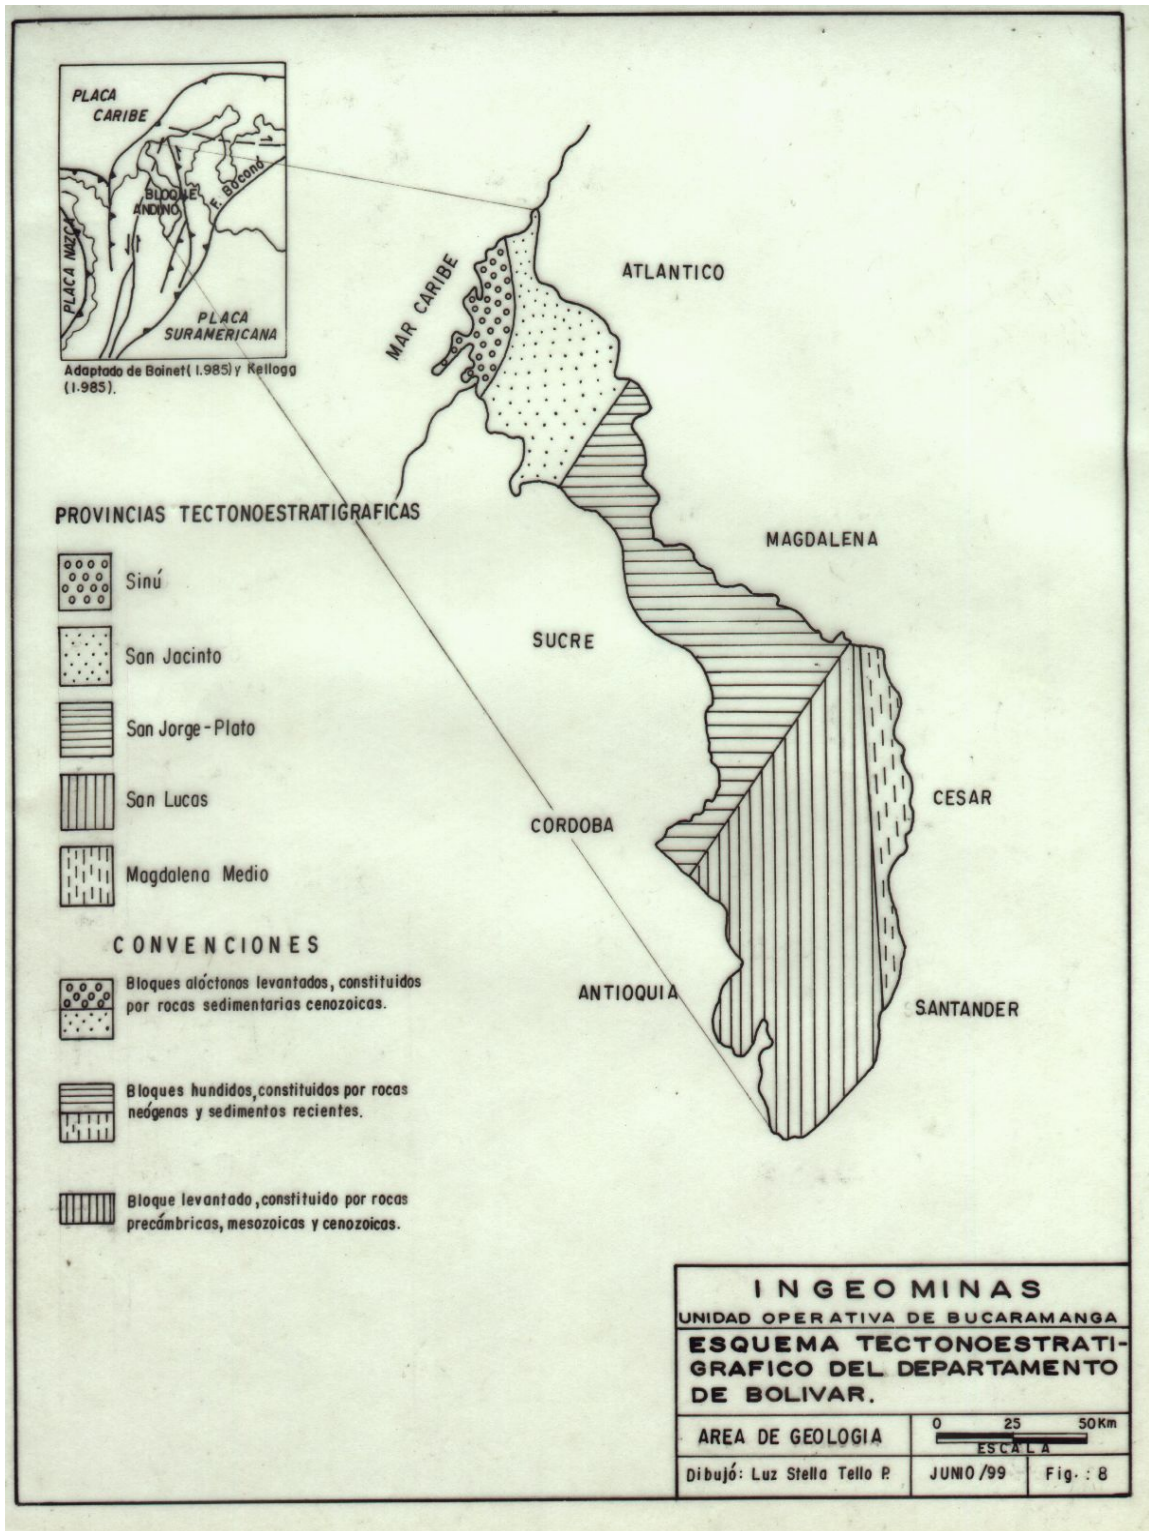 PLACA
CARIBE
BLOQUE
ANDINO
F. Boconó
PLACA NAZCA
PLACA
SURAMERICANA
Adaptado de Boinet (1.985) y Kellogg
(1.985).
MAR CARIBE
ATLANTICO
MAGDALENA
SUCRE
CORDOBA
CESAR
ANTIOQUIA
SANTANDER
PROVINCIAS TECTONOESTRATIGRAFICAS
Sinú
San Jacinto
San Jorge-Plato
San Lucas
Magdalena Medio
CONVENCIONES
Bloques alóctonos levantados, constituidos
por rocas sedimentarias cenozoicas.
Bloques hundidos, constituidos por rocas
neógenas y sedimentos recientes.
Bloque levantado, constituido por rocas
precámbricas, mesozoicas y cenozoicas.
INGEOMINAS
UNIDAD OPERATIVA DE BUCARAMANGA
ESQUEMA TECTONOESTRATI-
GRAFICO DEL DEPARTAMENTO
DE BOLIVAR.
AREA DE GEOLOGIA
0 25 50 Km
ESCALA
Dibujó: Luz Stella Tello P.
JUNIO/99
Fig.: 8